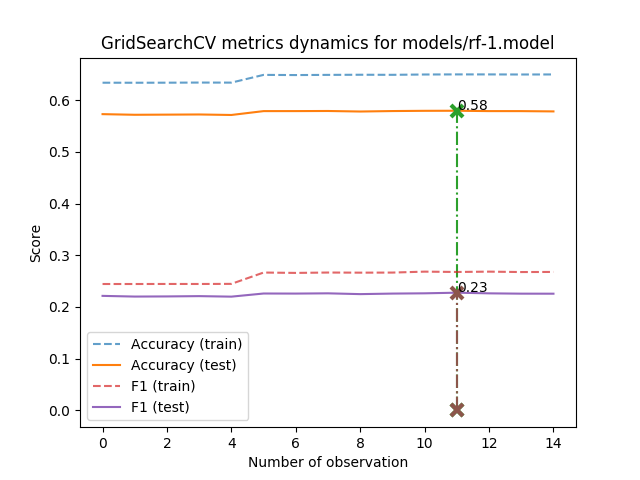 GridSearchCV metrics dynamics for models/rf-1.model
0.6
0.5
0.4
0.3
0.2
0.1
0.0
Score
0.58
0.23
Accuracy (train)
Accuracy (test)
F1 (train)
F1 (test)
0 2 4 6 8 10 12 14
Number of observation